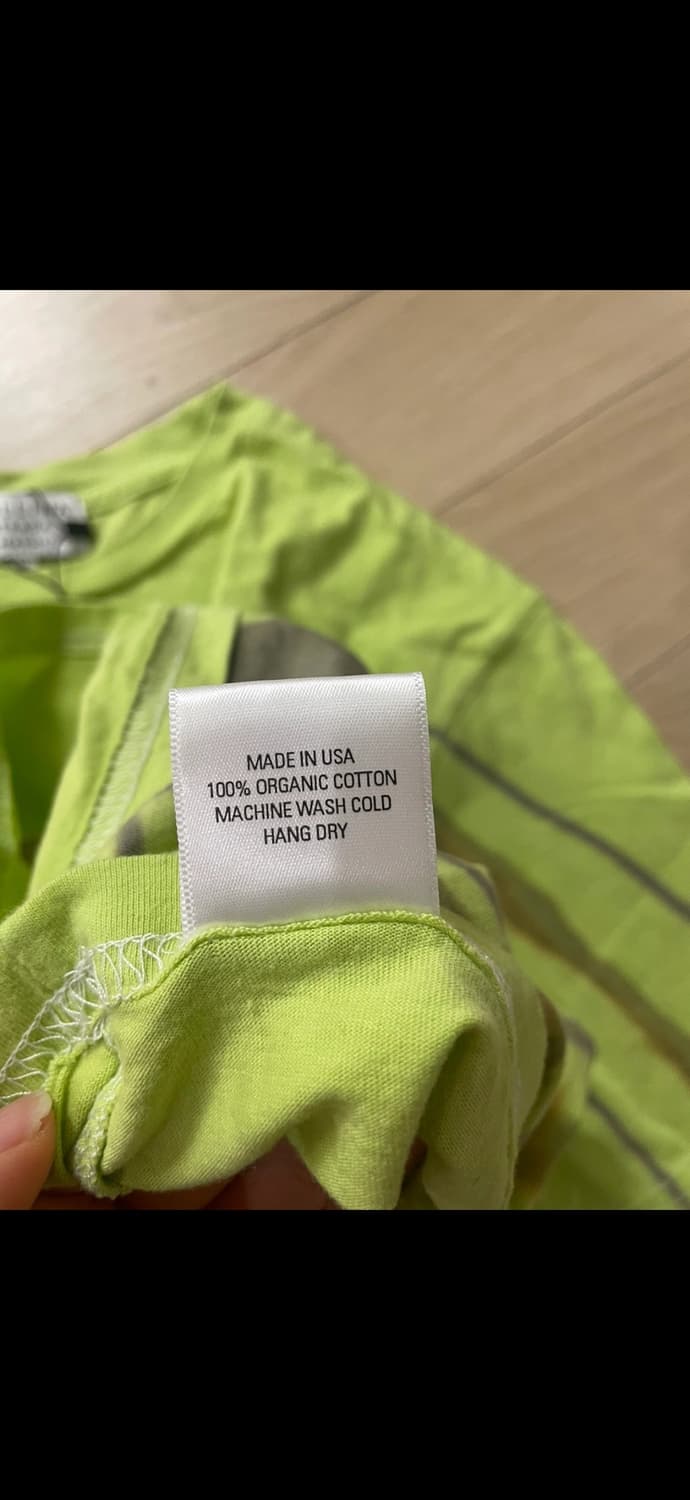 MADE IN USA
100% ORGANIC COTTON
MACHINE WASH COLD
HANG DRY